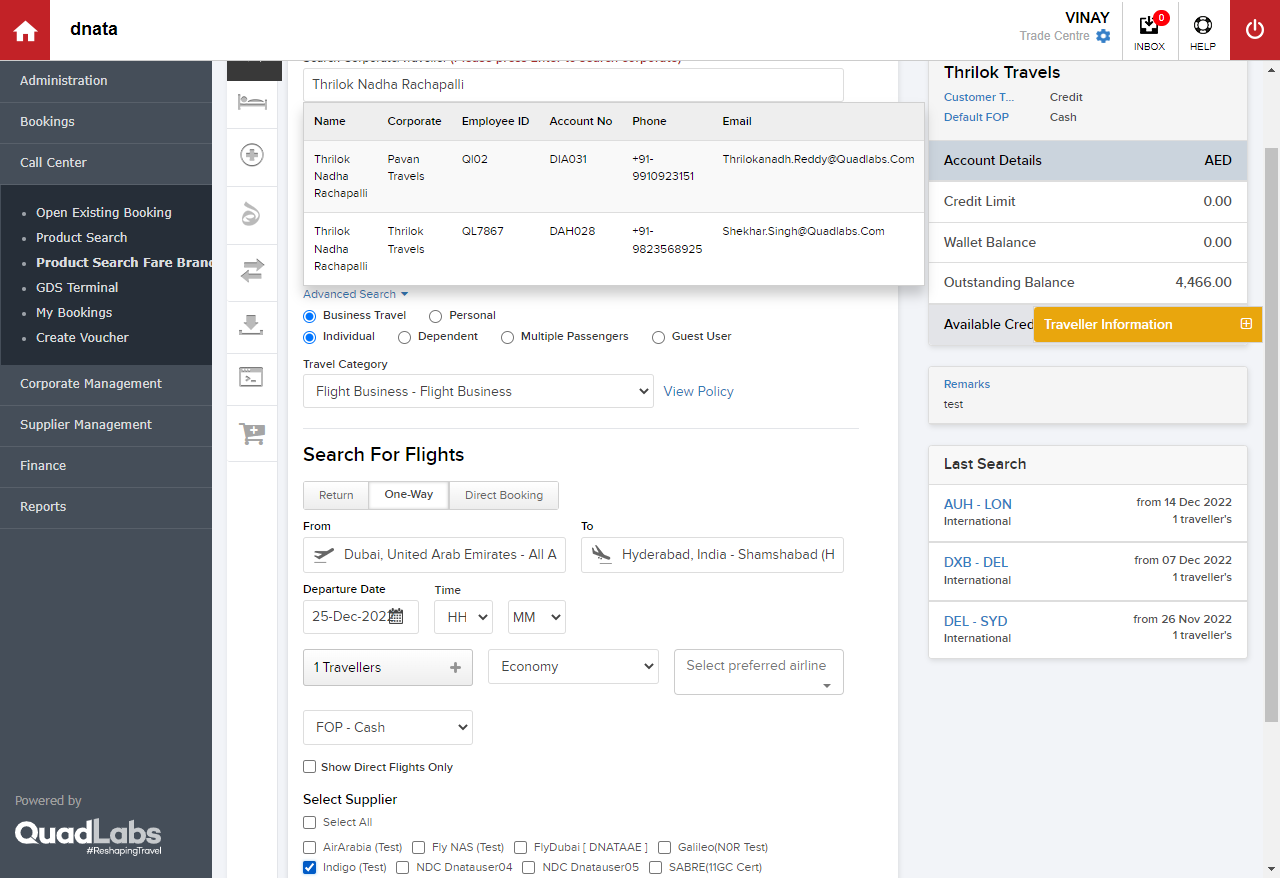 dnata
VINAY
Trade Centre
0
INBOX
HELP
Administration
Bookings
Call Center
Open Existing Booking
Product Search
Product Search Fare Bran
GDS Terminal
My Bookings
Create Voucher
Corporate Management
Supplier Management
Finance
Reports
Powered by
QuadLabs
#ReshapingTravel
Search Corporate/Traveller (Please press Enter to search corporate)
Thrilok Nadha Rachapalli
Name Corporate Employee ID Account No Phone Email
Thrilok Pavan QI02 DIA031 +91- Thrilokanadh.Reddy@Quadlabs.Com
Nadha Travels 9910923151
Rachapalli
Thrilok Thrilok QL7867 DAH028 +91- Shekhar.Singh@Quadlabs.Com
Nadha Travels 9823568925
Rachapalli
Advanced Search
Business Travel Personal
Individual Dependent Multiple Passengers Guest User
Travel Category
Flight Business - Flight Business View Policy
Search For Flights
Return One-Way Direct Booking
From To
Dubai, United Arab Emirates - All A Hyderabad, India - Shamshabad (H
Departure Date Time
25-Dec-2022 HH MM
1 Travellers Economy Select preferred airline
FOP - Cash
Show Direct Flights Only
Select Supplier
Select All
AirArabia (Test) Fly NAS (Test) FlyDubai [ DNATAAE ] Galileo(N0R Test)
Indigo (Test) NDC Dnatauser04 NDC Dnatauser05 SABRE(11GC Cert)
Thrilok Travels
Customer T... Credit
Default FOP Cash
Account Details AED
Credit Limit 0.00
Wallet Balance 0.00
Outstanding Balance 4,466.00
Available Cred
Traveller Information
Remarks
test
Last Search
AUH - LON from 14 Dec 2022
International 1 traveller's
DXB - DEL from 07 Dec 2022
International 1 traveller's
DEL - SYD from 26 Nov 2022
International 1 traveller's